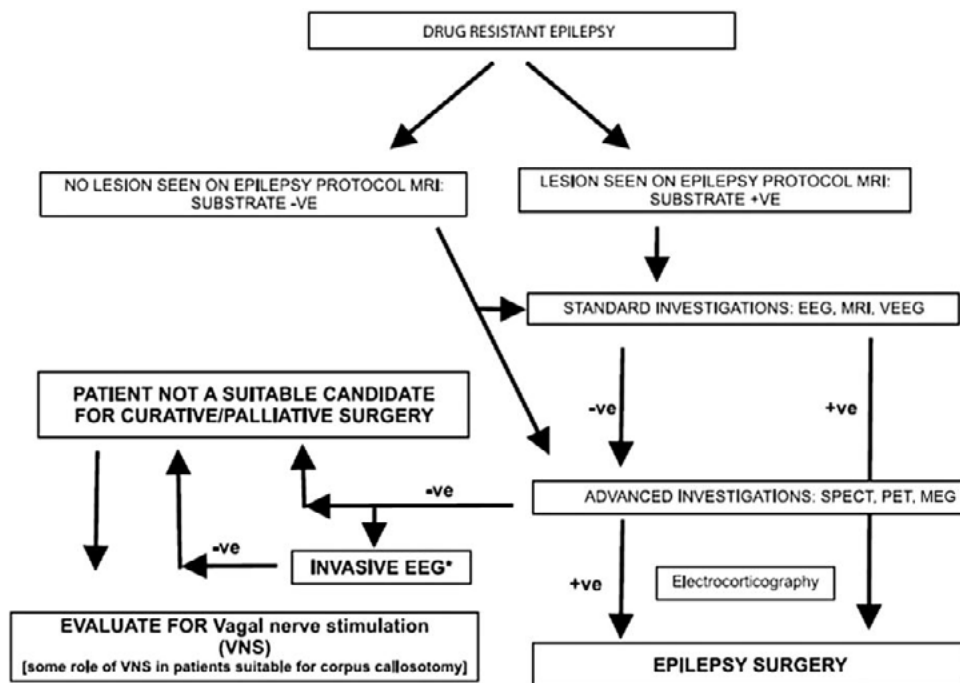 DRUG RESISTANT EPILEPSY
NO LESION SEEN ON EPILEPSY PROTOCOL MRI:
SUBSTRATE -VE
LESION SEEN ON EPILEPSY PROTOCOL MRI:
SUBSTRATE +VE
STANDARD INVESTIGATIONS: EEG, MRI, VEEG
PATIENT NOT A SUITABLE CANDIDATE
FOR CURATIVE/PALLIATIVE SURGERY
-ve
+ve
ADVANCED INVESTIGATIONS: SPECT, PET, MEG
-ve
-ve
INVASIVE EEG*
+ve
Electrocorticography
EVALUATE FOR Vagal nerve stimulation
(VNS)
[some role of VNS in patients suitable for corpus callosotomy]
EPILEPSY SURGERY